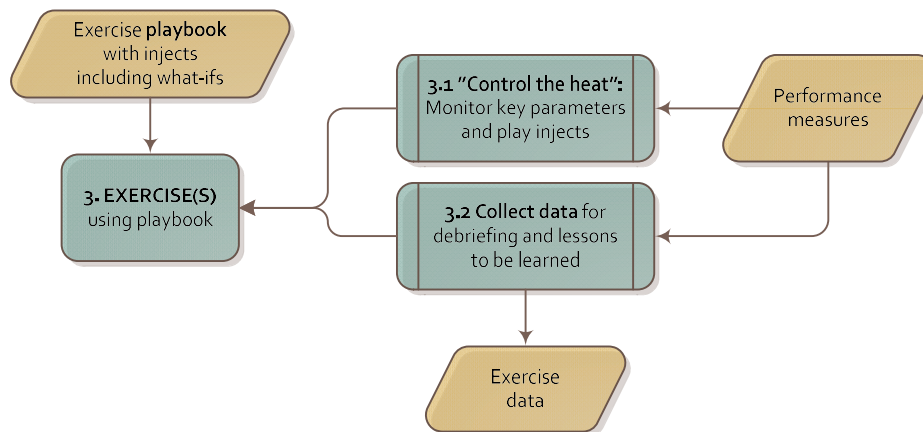 Exercise playbook
with injects
including what-ifs
3.1 ”Control the heat”:
Monitor key parameters
and play injects
Performance
measures
3. EXERCISE(S)
using playbook
3.2 Collect data for
debriefing and lessons
to be learned
Exercise
data